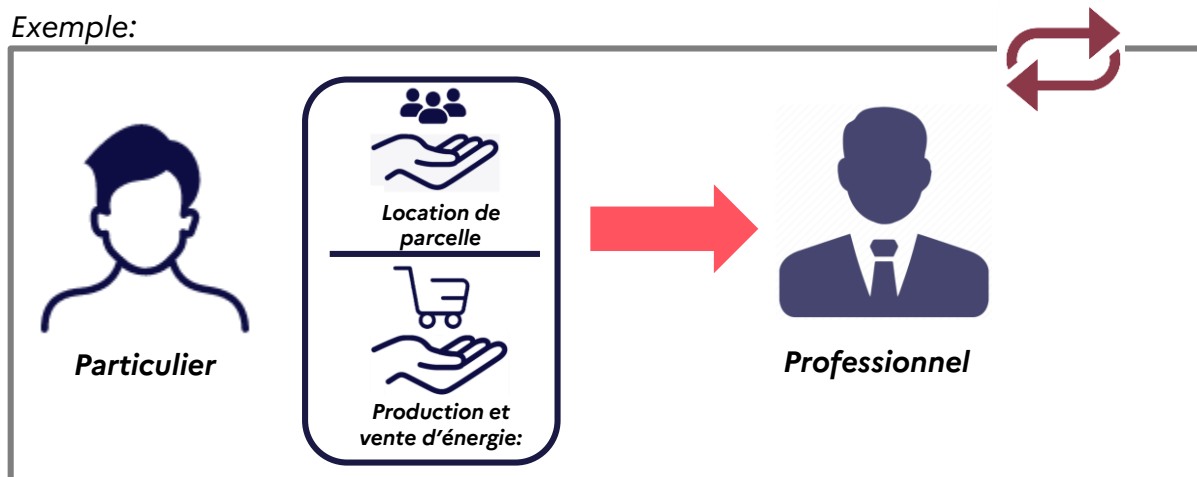 Exemple:
Location de
parcelle
Particulier
Professionnel
Production et
vente d’énergie: